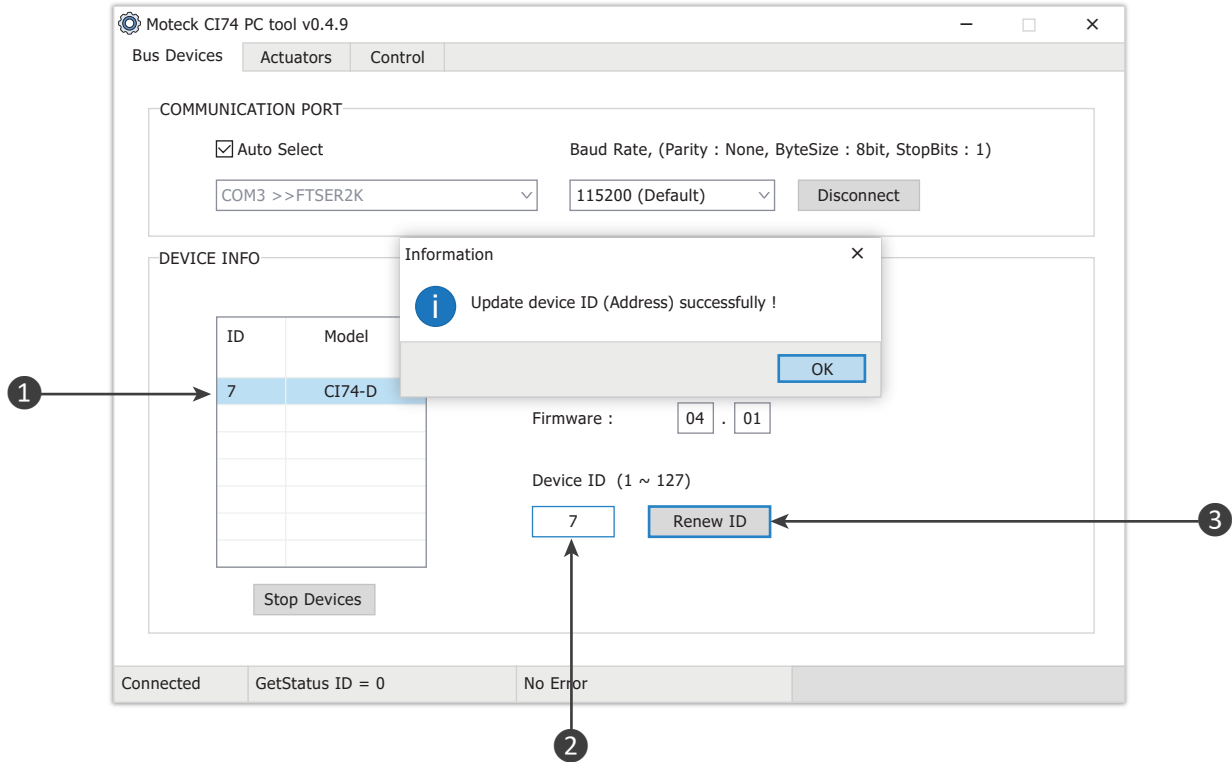 Moteck CI74 PC tool v0.4.9
Bus Devices Actuators Control
COMMUNICATION PORT
Auto Select Baud Rate, (Parity : None, ByteSize : 8bit, StopBits : 1)
COM3 >>FTSER2K 115200 (Default) Disconnect
DEVICE INFO
Information
Update device ID (Address) successfully !
OK
ID Model
1 7 CI74-D
Firmware : 04 . 01
Device ID (1 ~ 127)
7 Renew ID 3
Stop Devices
Connected GetStatus ID = 0 No Error
2